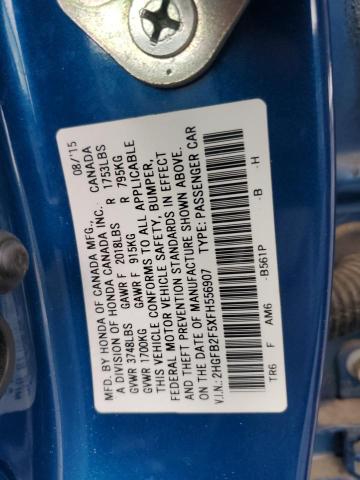 MFD. BY HONDA OF CANADA MFG., 08/'15
A DIVISION OF HONDA CANADA INC. CANADA
GVWR 3748LBS GAWR F 2018LBS R 1753LBS
GVWR 1700KG GAWR F 915KG R 795KG
THIS VEHICLE CONFORMS TO ALL APPLICABLE
FEDERAL MOTOR VEHICLE SAFETY, BUMPER,
AND THEFT PREVENTION STANDARDS IN EFFECT
ON THE DATE OF MANUFACTURE SHOWN ABOVE.
V.I.N.: 2HGFB2F5XFH556907 TYPE: PASSENGER CAR
TR6 F AM6 -B561P -B -H